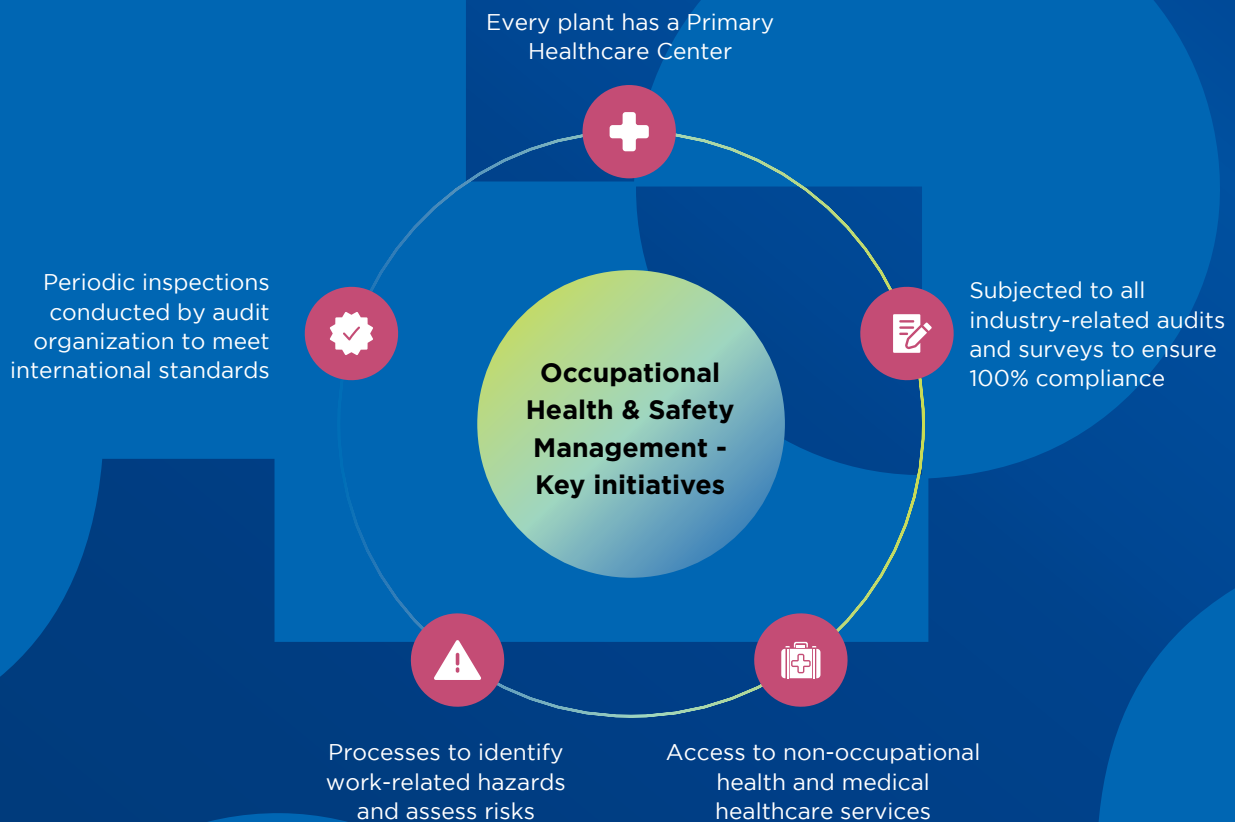 Every plant has a Primary
Healthcare Center
Periodic inspections
conducted by audit
organization to meet
international standards
Subjected to all
industry-related audits
and surveys to ensure
100% compliance
Occupational
Health & Safety
Management -
Key initiatives
Processes to identify
work-related hazards
and assess risks
Access to non-occupational
health and medical
healthcare services